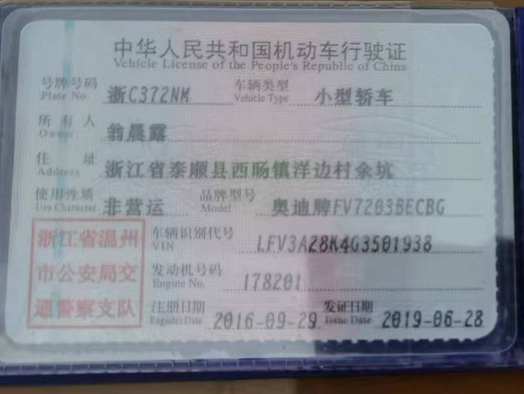 中华人民共和国机动车行驶证
Vehicle License of the People's Republic of China
号牌号码 浙C372NM 车辆类型 小型轿车
Plate No. Vehicle Type
所有人 翁晨露
Owner
住址 浙江省泰顺县西旸镇洋边村余坑
Address
使用性质 非营运 品牌型号 奥迪牌FV7203BECBG
Use Character Model
浙江省温州
市公安局交
通警察支队
车辆识别代号 LFV3A28K4G3501938
VIN
发动机号码 178201
Engine No.
注册日期 2016-09-29 发证日期 2019-06-28
Register Date Issue Date